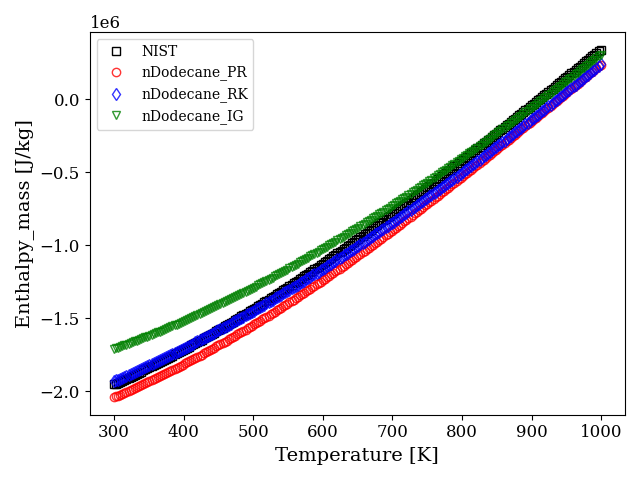 1e6
NIST
nDodecane_PR
nDodecane_RK
nDodecane_IG
0.0
−0.5
−1.0
−1.5
−2.0
Enthalpy_mass [J/kg]
300 400 500 600 700 800 900 1000
Temperature [K]